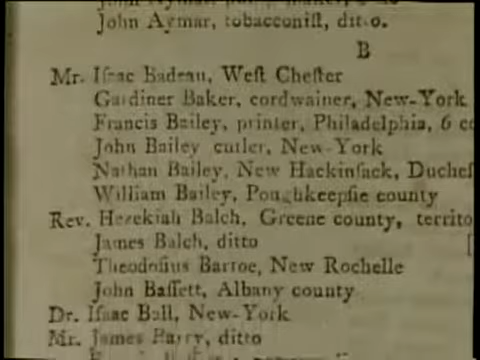 John Aymar, tobacconiſt, ditto.
B
Mr. Iſaac Badeau, Weſt Cheſter
Gardiner Baker, cordwainer, New-York
Francis Bailey, printer, Philadelphia, 6 co
John Bailey cutler, New-York
Nathan Bailey, New Hackinſack, Ducheſ
William Bailey, Poughkeepſie county
Rev. Hezekiah Balch, Greene county, territo
James Balch, ditto [
Theodoſius Barroe, New Rochelle
John Baſſett, Albany county
Dr. Iſaac Ball, New-York
Mr. James Barry, ditto